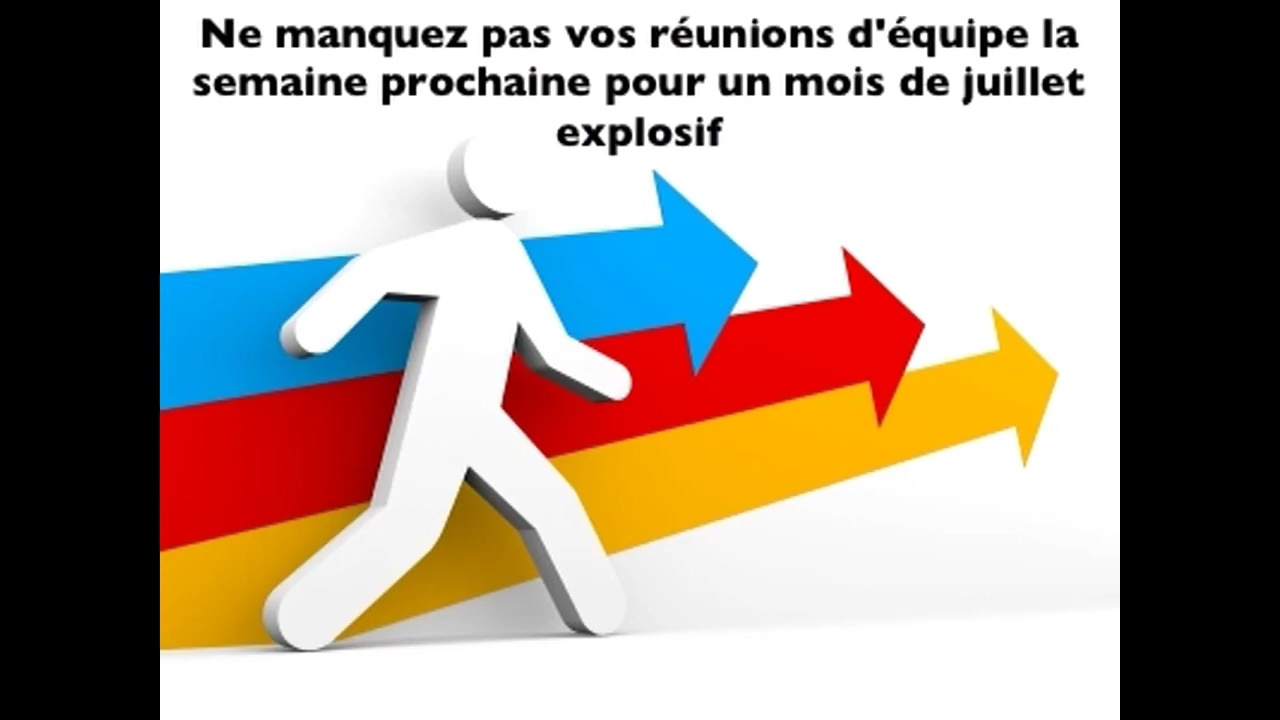 Ne manquez pas vos réunions d'équipe la
semaine prochaine pour un mois de juillet
explosif